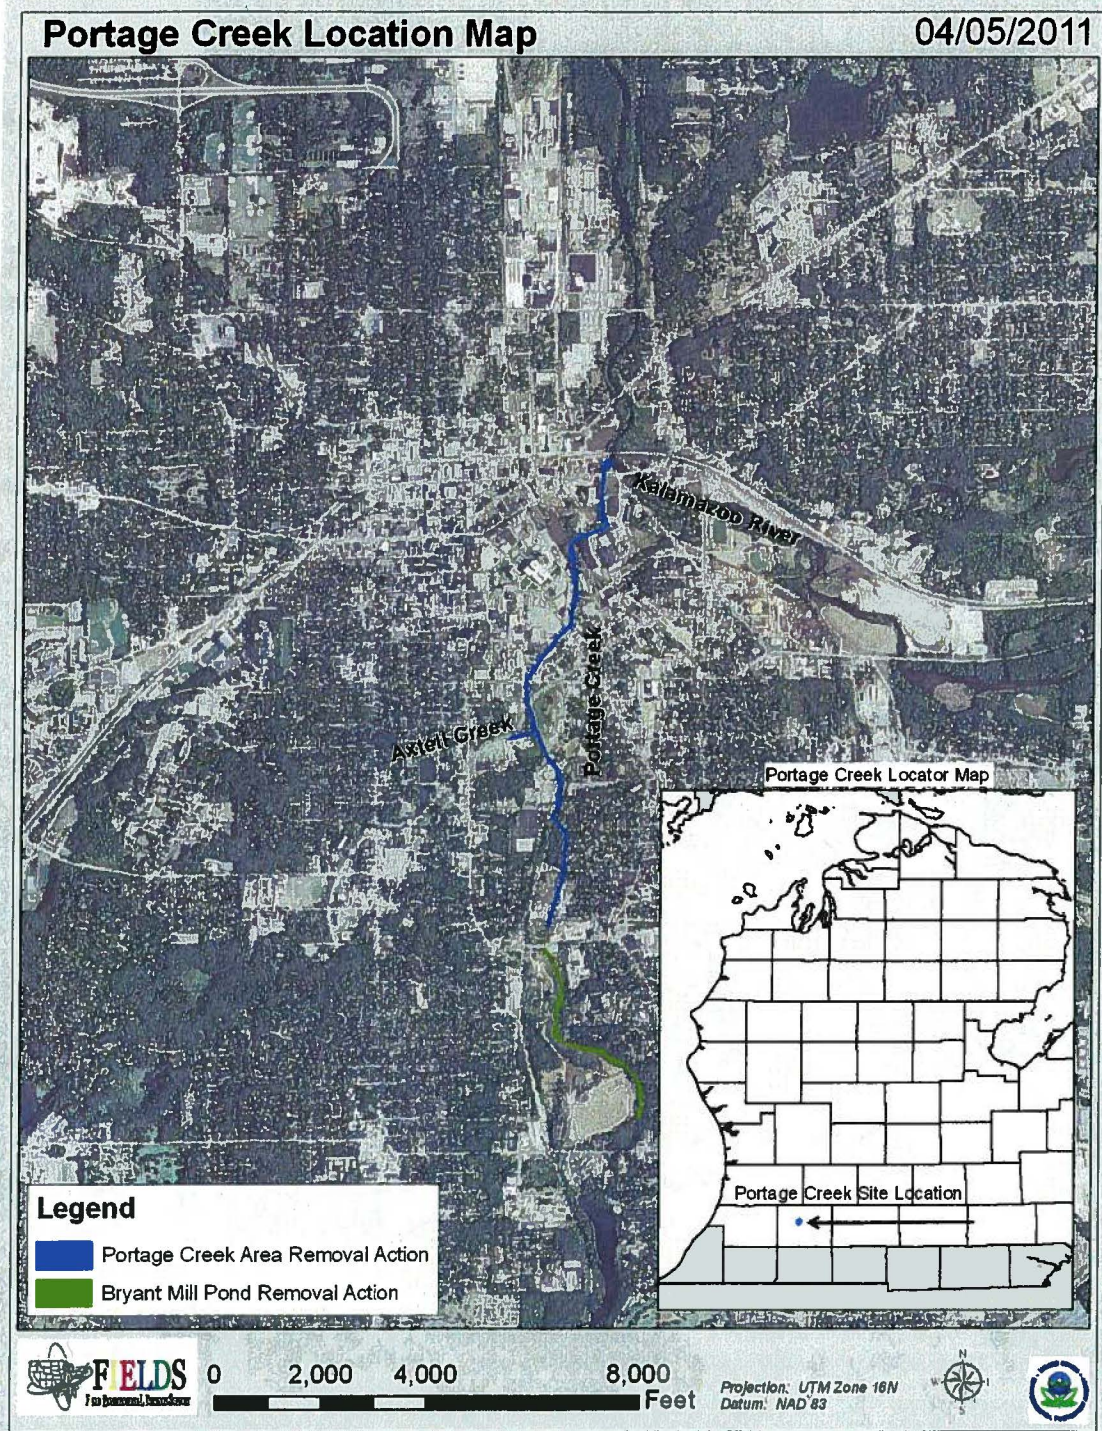 Portage Creek Location Map
04/05/2011
Kalamazoo River
Portage Creek
Axtell Creek
Portage Creek Locator Map
Portage Creek Site Location
Legend
Portage Creek Area Removal Action
Bryant Mill Pond Removal Action
FIELDS
0 2,000 4,000 8,000
Feet
Projection: UTM Zone 16N
Datum: NAD'83
N
W
S